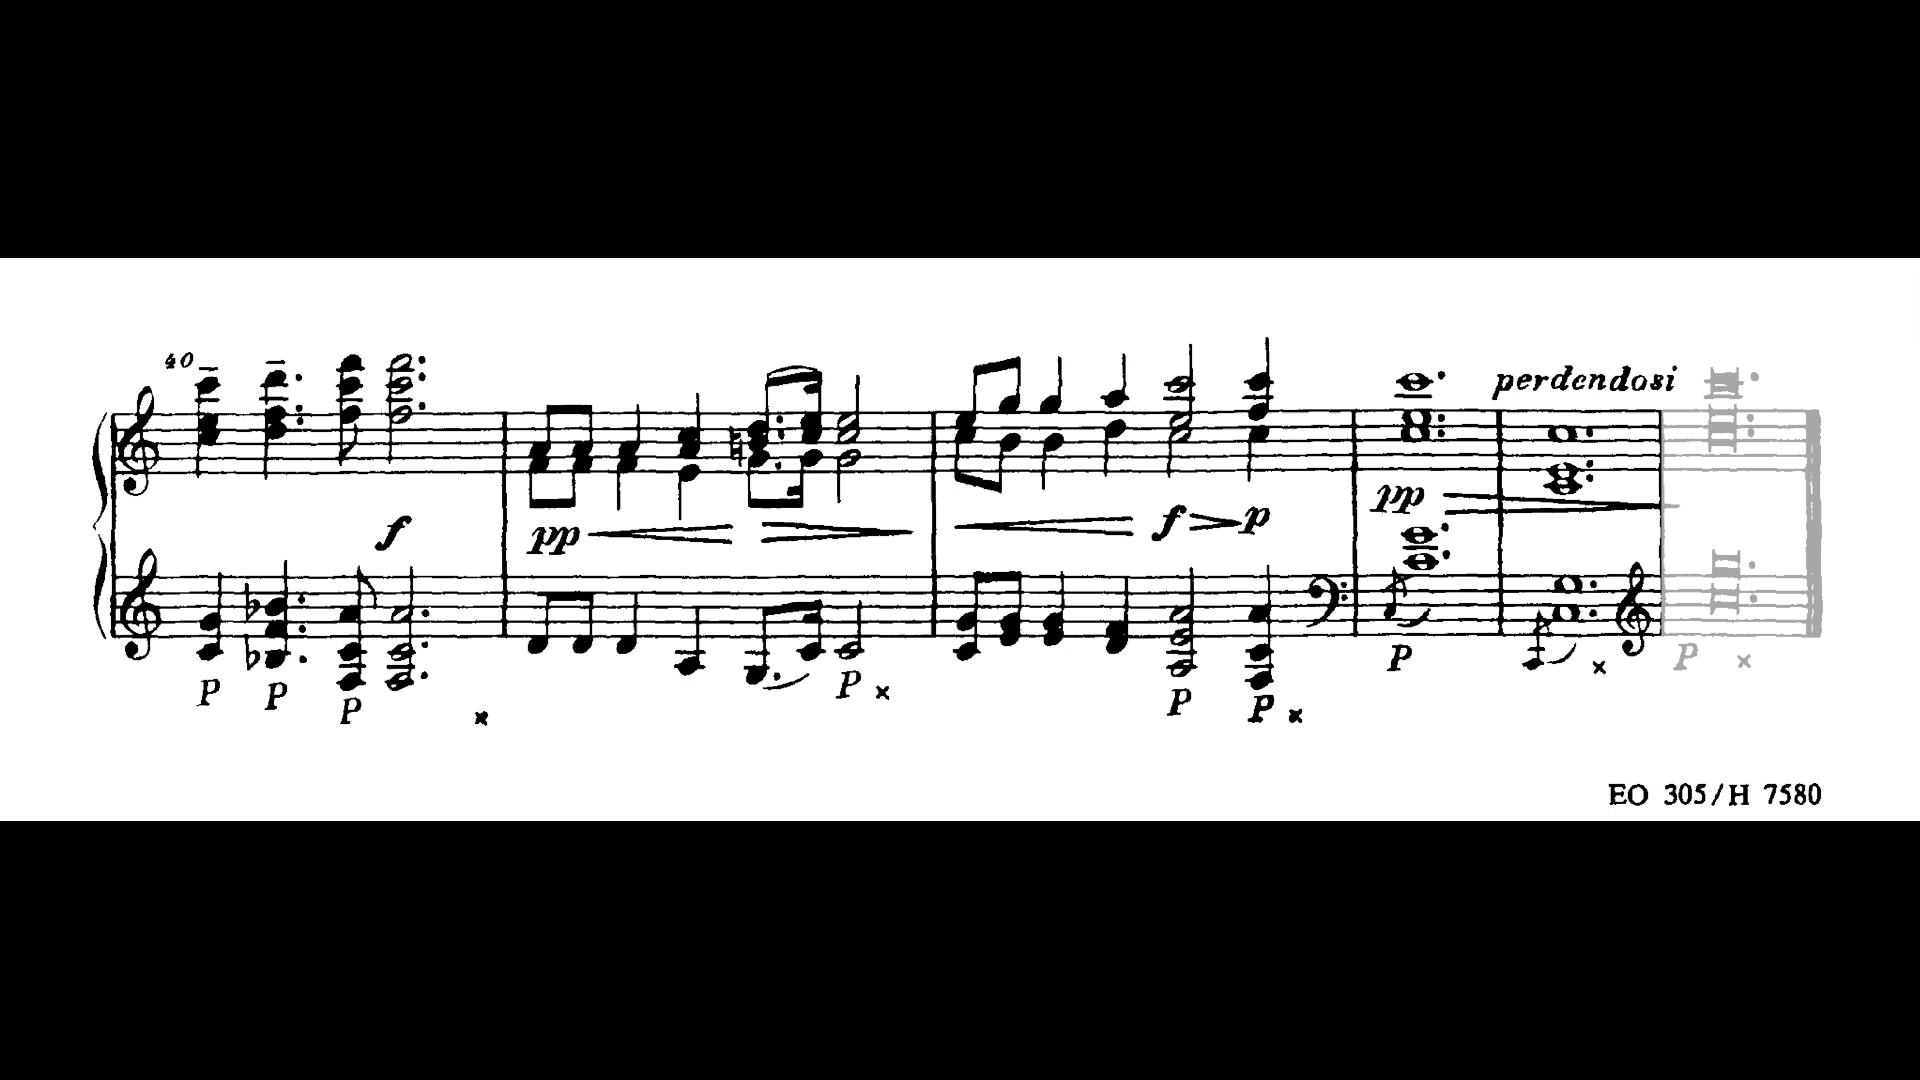 40
perdendosi
pp
f
pp
f p
P P P × P × P P × P × P ×
EO 305/H 7580